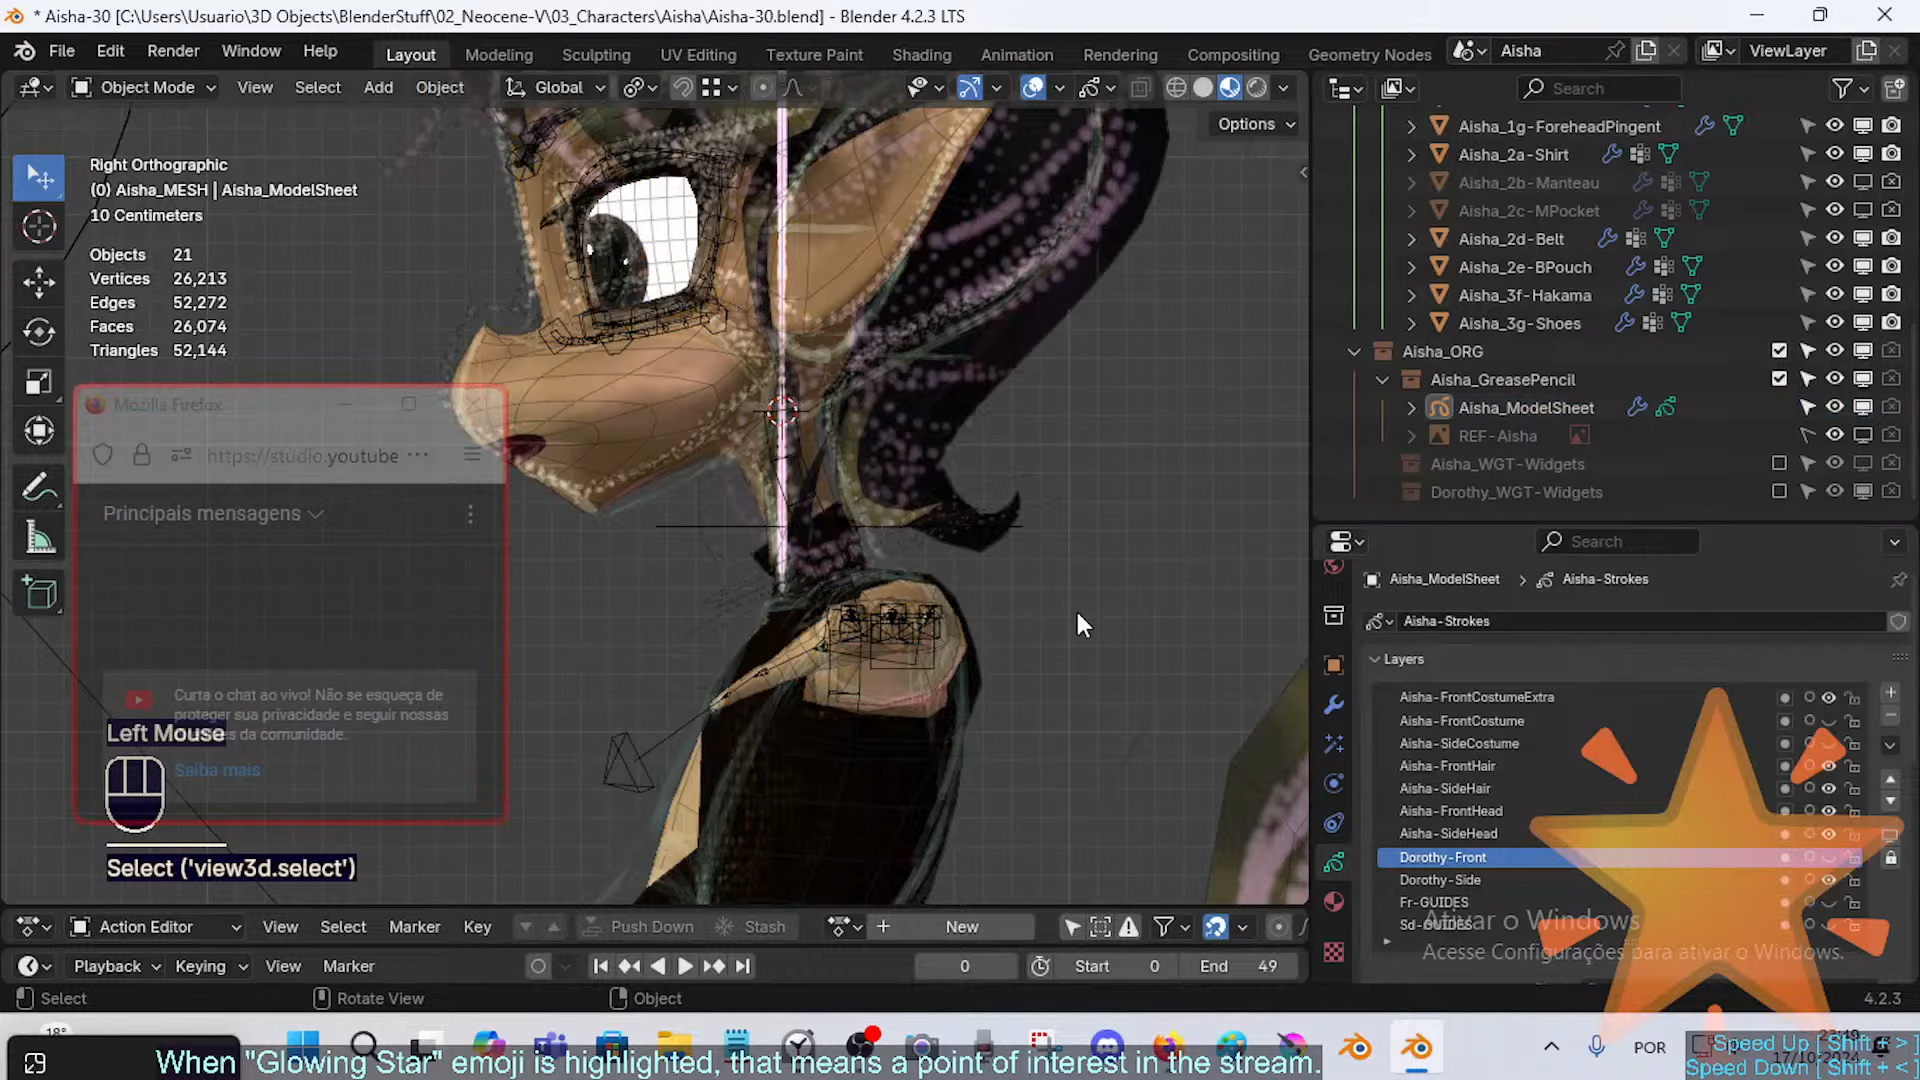 * Aisha-30 [C:\Users\Usuario\3D Objects\BlenderStuff\02_Neocene-V\03_Characters\Aisha\Aisha-30.blend] - Blender 4.2.3 LTS
File Edit Render Window Help Layout Modeling Sculpting UV Editing Texture Paint Shading Animation Rendering Compositing Geometry Nodes Aisha ViewLayer
Object Mode View Select Add Object Global Search
Options
Right Orthographic
(0) Aisha_MESH | Aisha_ModelSheet
10 Centimeters
Objects 21
Vertices 26,213
Edges 52,272
Faces 26,074
Triangles 52,144
Mozilla Firefox
https://studio.youtube
Principais mensagens
Curta o chat ao vivo! Não se esqueça de
proteger sua privacidade e seguir nossas
da comunidade.
Saiba mais
Left Mouse
Select ('view3d.select')
Aisha_1g-ForeheadPingent
Aisha_2a-Shirt
Aisha_2b-Manteau
Aisha_2c-MPocket
Aisha_2d-Belt
Aisha_2e-BPouch
Aisha_3f-Hakama
Aisha_3g-Shoes
Aisha_ORG
Aisha_GreasePencil
Aisha_ModelSheet
REF-Aisha
Aisha_WGT-Widgets
Dorothy_WGT-Widgets
Search
Aisha_ModelSheet Aisha-Strokes
Aisha-Strokes
Layers
Aisha-FrontCostumeExtra
Aisha-FrontCostume
Aisha-SideCostume
Aisha-FrontHair
Aisha-SideHair
Aisha-FrontHead
Aisha-SideHead
Dorothy-Front
Dorothy-Side
Fr-GUIDES
Sd-GUIDES
Ativar o Windows
Acesse Configurações para ativar o Windows.
Action Editor View Select Marker Key Push Down Stash New
Playback Keying View Marker 0 Start 0 End 49
Select Rotate View Object 4.2.3
18°
POR
22:49
17/10/2024
When "Glowing Star" emoji is highlighted, that means a point of interest in the stream.
Speed Up [ Shift + > ]
Speed Down [ Shift + < ]